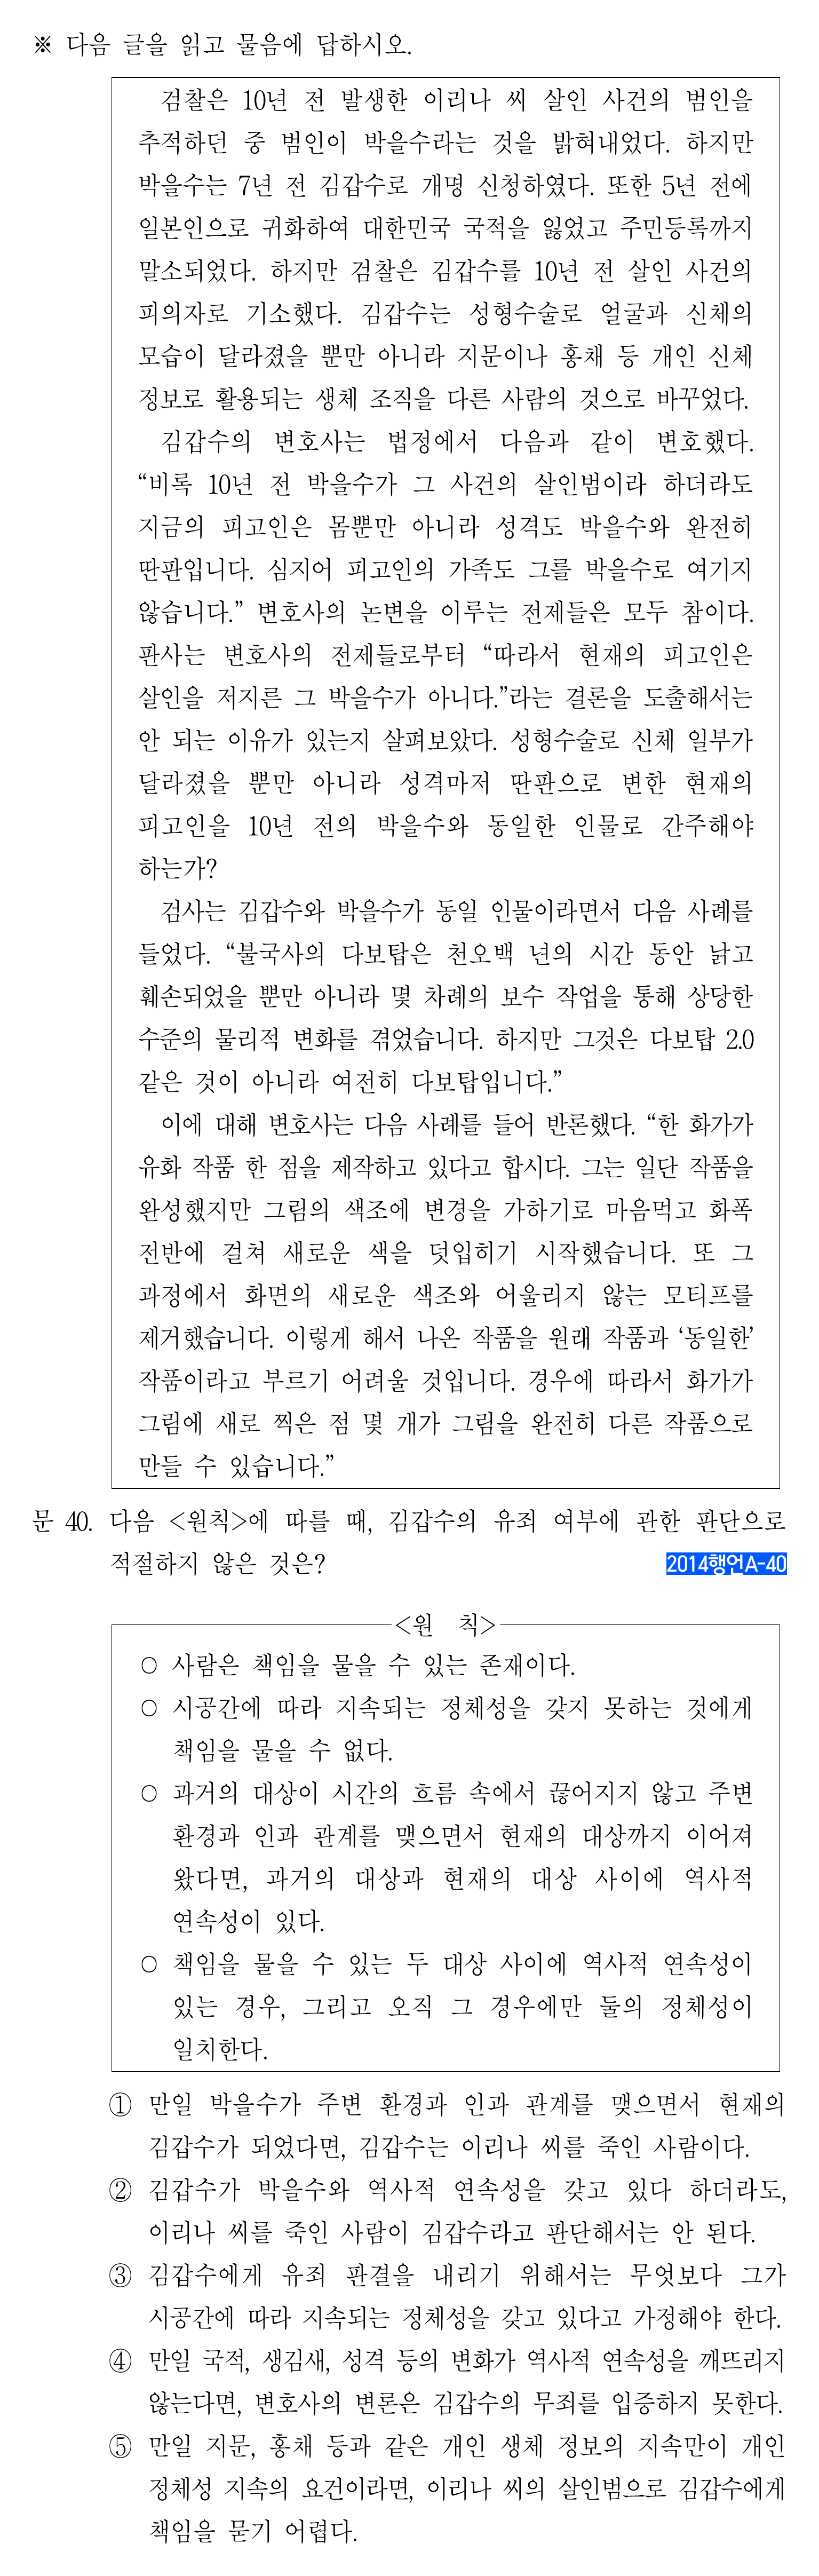 ※ 다음 글을 읽고 물음에 답하시오.
검찰은 10년 전 발생한 이리나 씨 살인 사건의 범인을
추적하던 중 범인이 박을수라는 것을 밝혀내었다. 하지만
박을수는 7년 전 김갑수로 개명 신청하였다. 또한 5년 전에
일본인으로 귀화하여 대한민국 국적을 잃었고 주민등록까지
말소되었다. 하지만 검찰은 김갑수를 10년 전 살인 사건의
피의자로 기소했다. 김갑수는 성형수술로 얼굴과 신체의
모습이 달라졌을 뿐만 아니라 지문이나 홍채 등 개인 신체
정보로 활용되는 생체 조직을 다른 사람의 것으로 바꾸었다.
김갑수의 변호사는 법정에서 다음과 같이 변호했다.
“비록 10년 전 박을수가 그 사건의 살인범이라 하더라도
지금의 피고인은 몸뿐만 아니라 성격도 박을수와 완전히
딴판입니다. 심지어 피고인의 가족도 그를 박을수로 여기지
않습니다.” 변호사의 논변을 이루는 전제들은 모두 참이다.
판사는 변호사의 전제들로부터 “따라서 현재의 피고인은
살인을 저지른 그 박을수가 아니다.”라는 결론을 도출해서는
안 되는 이유가 있는지 살펴보았다. 성형수술로 신체 일부가
달라졌을 뿐만 아니라 성격마저 딴판으로 변한 현재의
피고인을 10년 전의 박을수와 동일한 인물로 간주해야
하는가?
검사는 김갑수와 박을수가 동일 인물이라면서 다음 사례를
들었다. “불국사의 다보탑은 천오백 년의 시간 동안 낡고
훼손되었을 뿐만 아니라 몇 차례의 보수 작업을 통해 상당한
수준의 물리적 변화를 겪었습니다. 하지만 그것은 다보탑 2.0
같은 것이 아니라 여전히 다보탑입니다.”
이에 대해 변호사는 다음 사례를 들어 반론했다. “한 화가가
유화 작품 한 점을 제작하고 있다고 합시다. 그는 일단 작품을
완성했지만 그림의 색조에 변경을 가하기로 마음먹고 화폭
전반에 걸쳐 새로운 색을 덧입히기 시작했습니다. 또 그
과정에서 화면의 새로운 색조와 어울리지 않는 모티프를
제거했습니다. 이렇게 해서 나온 작품을 원래 작품과 ‘동일한’
작품이라고 부르기 어려울 것입니다. 경우에 따라서 화가가
그림에 새로 찍은 점 몇 개가 그림을 완전히 다른 작품으로
만들 수 있습니다.”
문 40. 다음 <원칙>에 따를 때, 김갑수의 유죄 여부에 관한 판단으로
적절하지 않은 것은? 2014행언A-40
<원 칙>
○ 사람은 책임을 물을 수 있는 존재이다.
○ 시공간에 따라 지속되는 정체성을 갖지 못하는 것에게
책임을 물을 수 없다.
○ 과거의 대상이 시간의 흐름 속에서 끊어지지 않고 주변
환경과 인과 관계를 맺으면서 현재의 대상까지 이어져
왔다면, 과거의 대상과 현재의 대상 사이에 역사적
연속성이 있다.
○ 책임을 물을 수 있는 두 대상 사이에 역사적 연속성이
있는 경우, 그리고 오직 그 경우에만 둘의 정체성이
일치한다.
① 만일 박을수가 주변 환경과 인과 관계를 맺으면서 현재의
김갑수가 되었다면, 김갑수는 이리나 씨를 죽인 사람이다.
② 김갑수가 박을수와 역사적 연속성을 갖고 있다 하더라도,
이리나 씨를 죽인 사람이 김갑수라고 판단해서는 안 된다.
③ 김갑수에게 유죄 판결을 내리기 위해서는 무엇보다 그가
시공간에 따라 지속되는 정체성을 갖고 있다고 가정해야 한다.
④ 만일 국적, 생김새, 성격 등의 변화가 역사적 연속성을 깨뜨리지
않는다면, 변호사의 변론은 김갑수의 무죄를 입증하지 못한다.
⑤ 만일 지문, 홍채 등과 같은 개인 생체 정보의 지속만이 개인
정체성 지속의 요건이라면, 이리나 씨의 살인범으로 김갑수에게
책임을 묻기 어렵다.